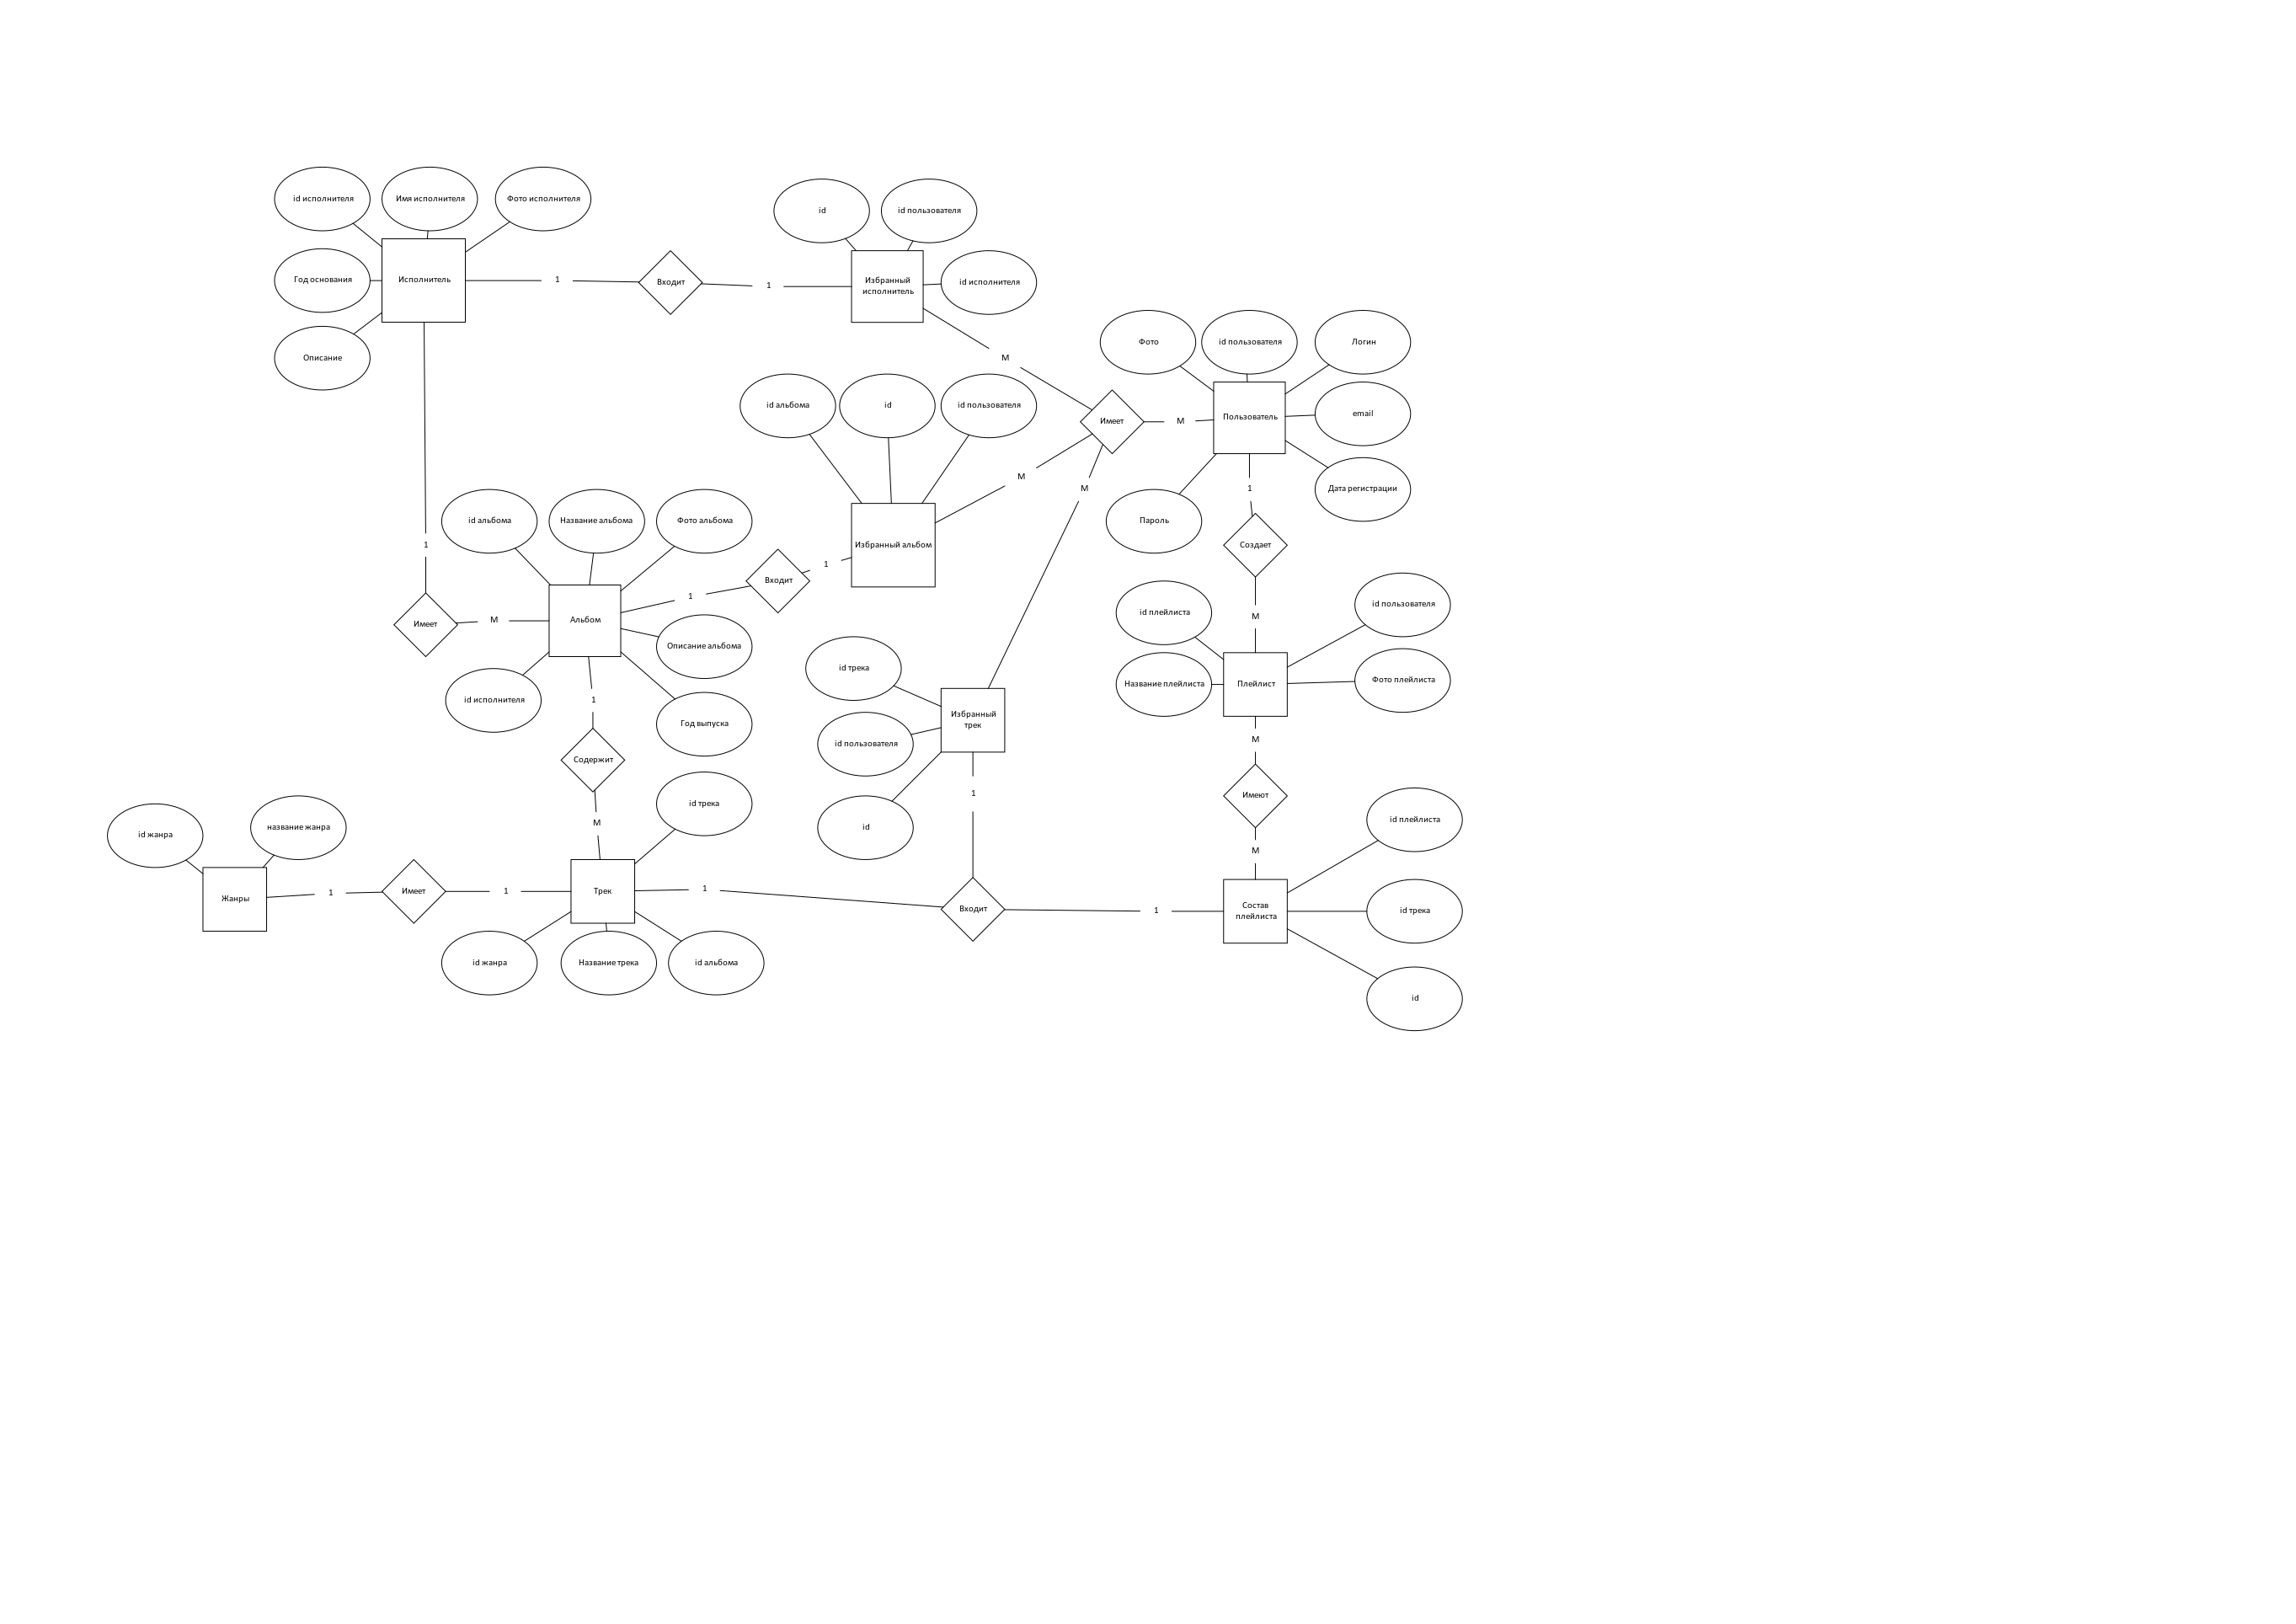 id исполнителя
Имя исполнителя
Фото исполнителя
id
id пользователя
Год основания
Исполнитель
1
Входит
1
Избранный
исполнитель
id исполнителя
Описание
М
Фото
id пользователя
Логин
id альбома
id
id пользователя
Имеет
М
Пользователь
email
М
М
1
Дата регистрации
id альбома
Название альбома
Фото альбома
Пароль
1
Избранный альбом
Создает
1
Входит
1
id плейлиста
id пользователя
М
Имеет
М
Альбом
Описание альбома
id трека
Название плейлиста
Плейлист
Фото плейлиста
id исполнителя
1
Год выпуска
Избранный
трек
id пользователя
М
Содержит
id трека
1
Имеют
id жанра
название жанра
М
id
id плейлиста
М
Жанры
1
Имеет
1
Трек
1
Входит
1
Состав
плейлиста
id трека
id жанра
Название трека
id альбома
id